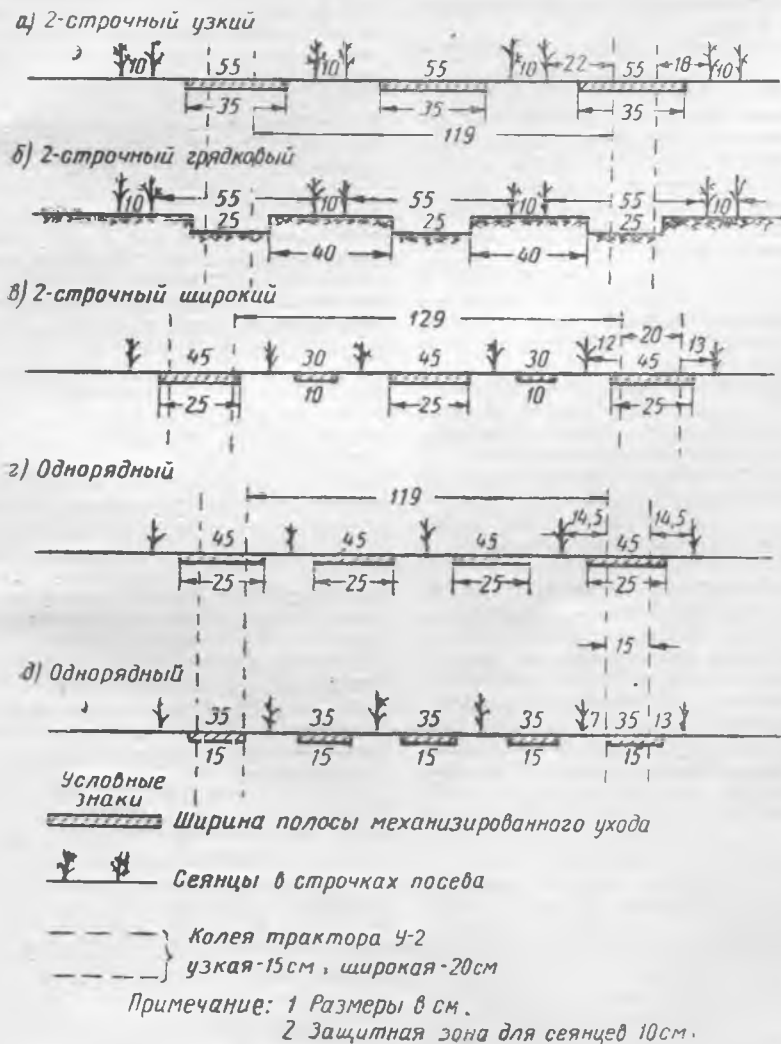 а) 2-строчный узкий
10 55 10 55 10 22 55 18 10
35 35 35
119
б) 2-строчный грядковый
10 55 10 55 10 55 10
25 25 25
40 40
в) 2-строчный широкий
129 20
45 30 45 30 12 45 13
25 10 25 10 25
г) Однорядный
119
14,5 14,5
45 45 45 45
25 25 25 25
15
д) Однорядный
35 35 35 35 7 35 13
15 15 15 15 15
Условные
знаки
Ширина полосы механизированного ухода
Сеянцы в строчках посева
Колея трактора У-2
узкая-15см, широкая-20см
Примечание: 1 Размеры в см.
2 Защитная зона для сеянцев 10см.